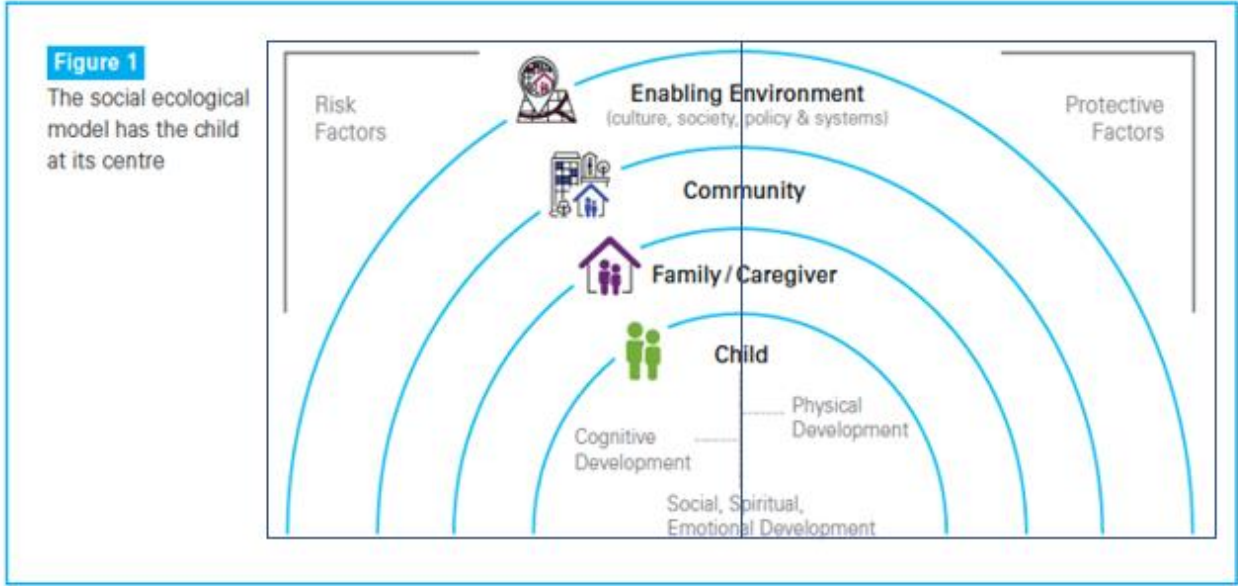 Figure 1
The social ecological
model has the child
at its centre
Risk
Factors
Protective
Factors
Enabling Environment
(culture, society, policy & systems)
Community
Family / Caregiver
Child
Physical
Development
Cognitive
Development
Social, Spiritual,
Emotional Development